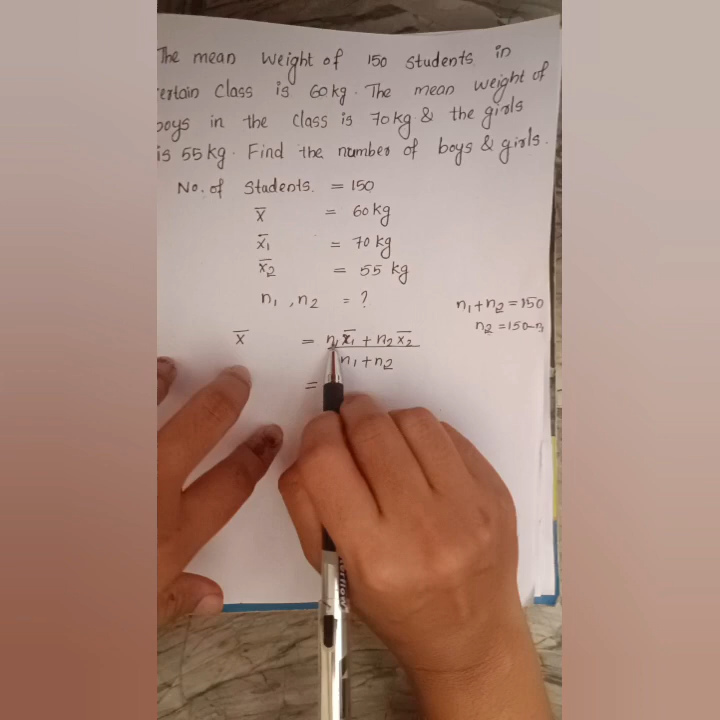 The mean weight of 150 students in
ertain class is 60 kg. The mean weight of
boys in the class is 70 kg & the girls
is 55 kg. Find the number of boys & girls.
No. of Students. = 150
x̅ = 60 kg
x̅₁ = 70 kg
x̅₂ = 55 kg
n₁, n₂ = ?
n₁ + n₂ = 150
n₂ = 150 - n₁
x̅ = n₁x̅₁ + n₂x̅₂
n₁ + n₂
=